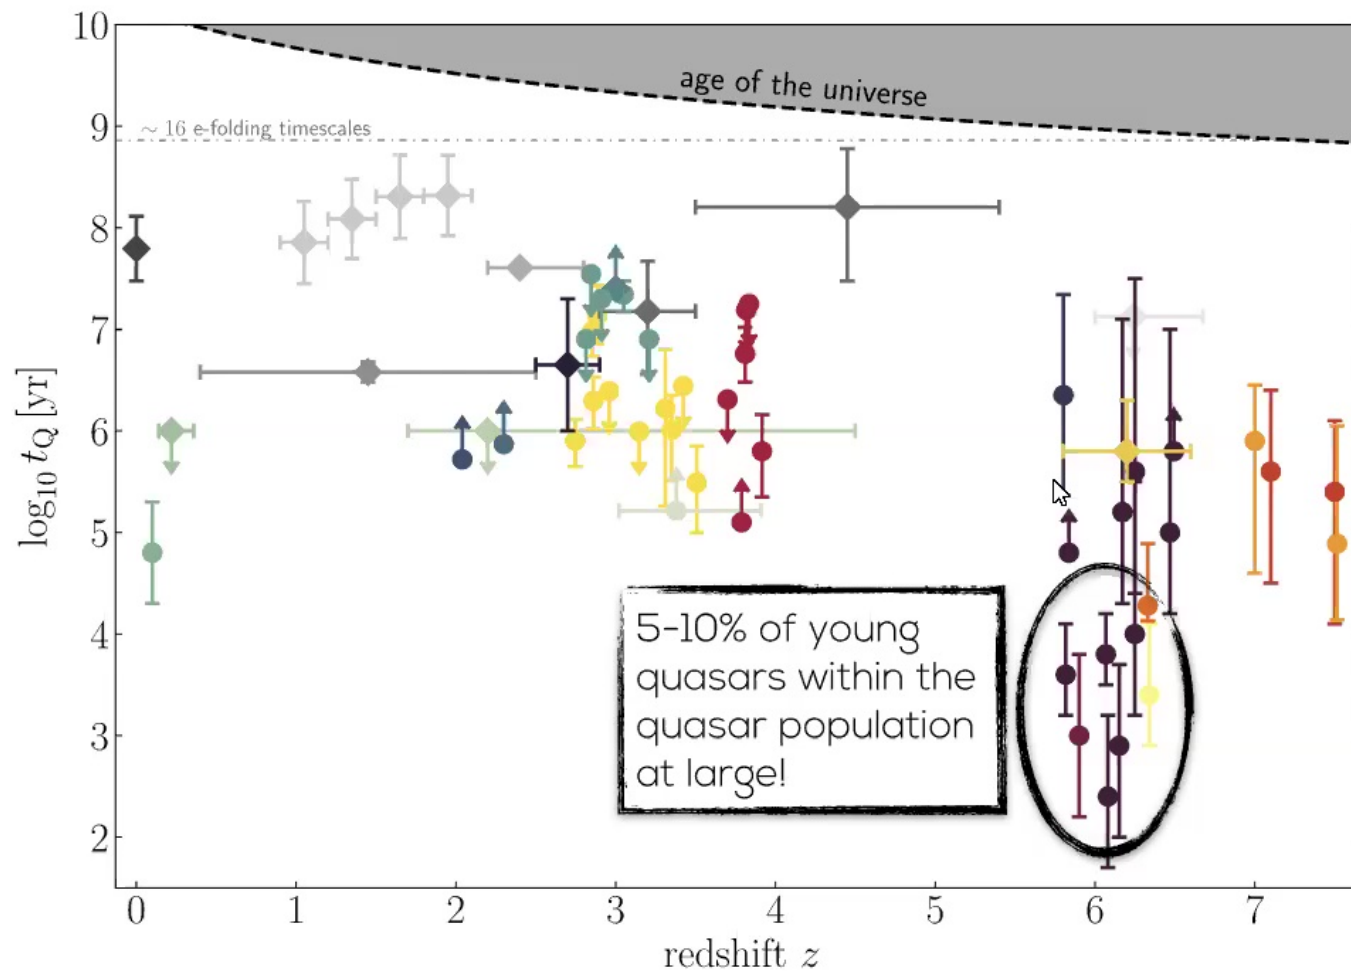 10
age of the universe
9
~ 16 e-folding timescales
8
7
log₁₀ t_Q [yr]
6
5
4
3
2
5-10% of young
quasars within the
quasar population
at large!
0 1 2 3 4 5 6 7
redshift z